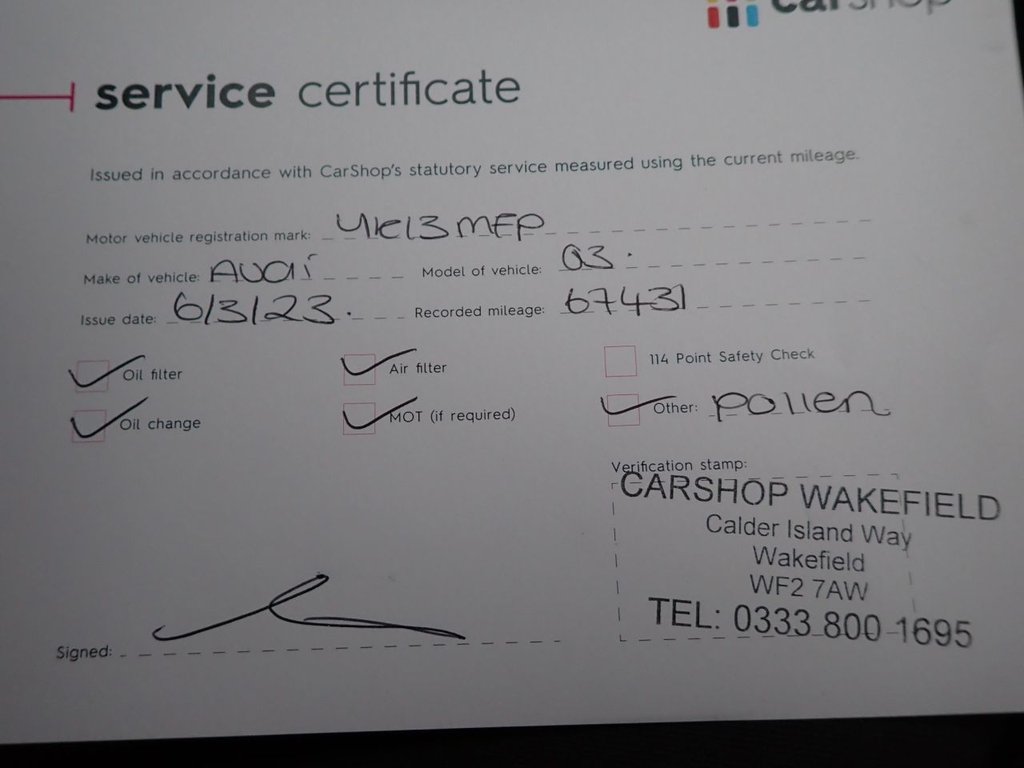 carshop
service certificate
Issued in accordance with CarShop's statutory service measured using the current mileage.
Motor vehicle registration mark: YK13 MFP
Make of vehicle: AUDI Model of vehicle: Q3.
Issue date: 6/3/23. Recorded mileage: 67431
Oil filter Air filter 114 Point Safety Check
Oil change MOT (if required) Other: pollen
Verification stamp:
CARSHOP WAKEFIELD
Calder Island Way
Wakefield
WF2 7AW
TEL: 0333 800 1695
Signed: